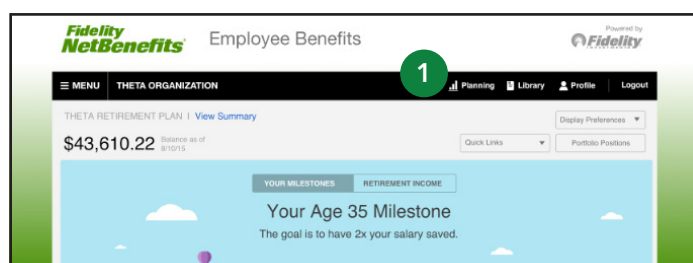 Fidelity
NetBenefits
Employee Benefits
Powered by
Fidelity
INVESTMENTS
1
MENU THETA ORGANIZATION Planning Library Profile Logout
THETA RETIREMENT PLAN | View Summary
Display Preferences
$43,610.22 Balance as of
9/10/15
Quick Links
Portfolio Positions
YOUR MILESTONES RETIREMENT INCOME
Your Age 35 Milestone
The goal is to have 2x your salary saved.